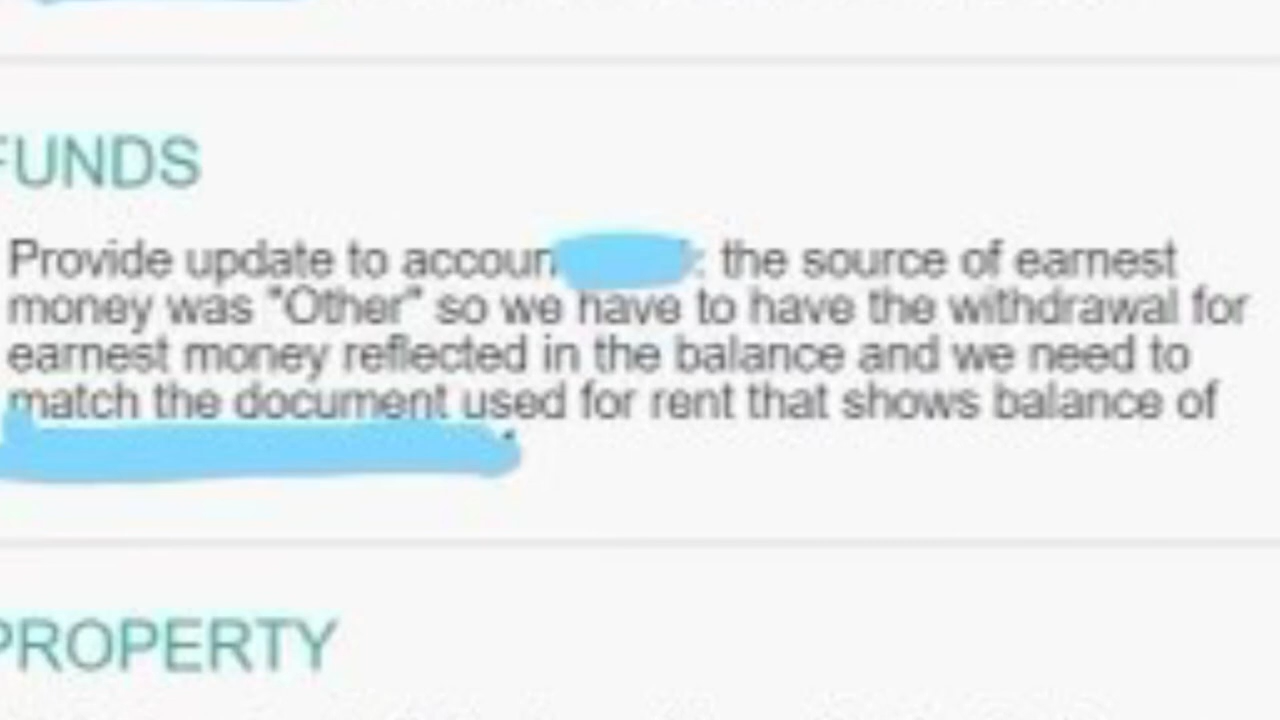 FUNDS
Provide update to accoun : the source of earnest
money was "Other" so we have to have the withdrawal for
earnest money reflected in the balance and we need to
match the document used for rent that shows balance of
PROPERTY